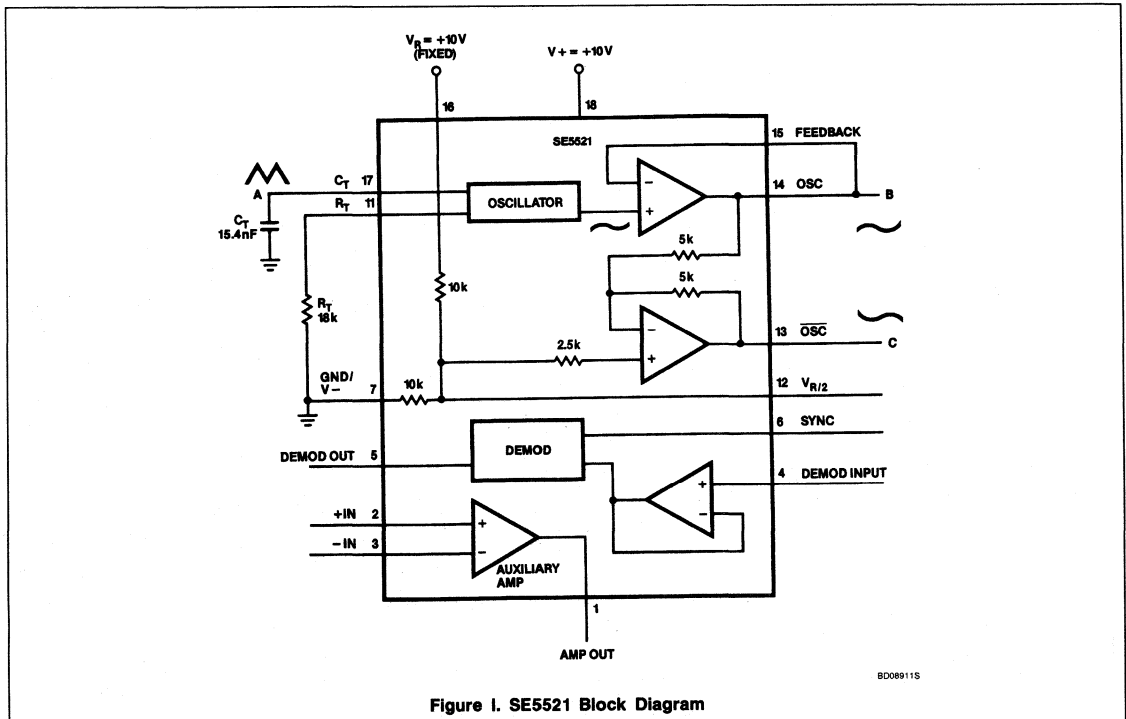 V_R = +10V
(FIXED)
V+ = +10V
16
18
SE5521
15 FEEDBACK
A
C_T 17
R_T 11
C_T
15.4nF
OSCILLATOR
−
+
14 OSC
B
5k
5k
10k
R_T
18k
2.5k
−
+
13 \overline{OSC}
C
GND/
V− 7
10k
12 V_{R/2}
6 SYNC
DEMOD
DEMOD OUT 5
4 DEMOD INPUT
+
−
+IN 2
−IN 3
+
−
AUXILIARY
AMP
1
AMP OUT
BD08911S
Figure I. SE5521 Block Diagram